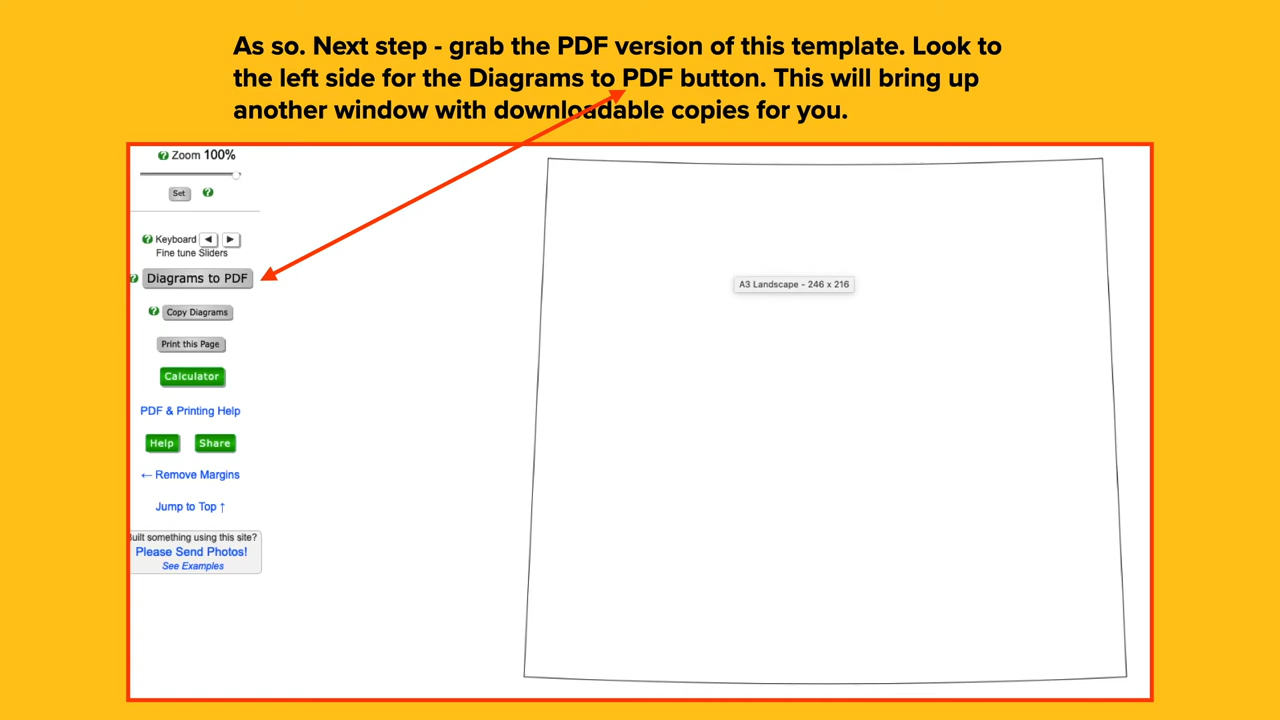 As so. Next step - grab the PDF version of this template. Look to
the left side for the Diagrams to PDF button. This will bring up
another window with downloadable copies for you.
Zoom 100%
Set
Keyboard
Fine tune Sliders
Diagrams to PDF
Copy Diagrams
Print this Page
Calculator
PDF & Printing Help
Help Share
← Remove Margins
Jump to Top ↑
uilt something using this site?
Please Send Photos!
See Examples
A3 Landscape - 246 x 216